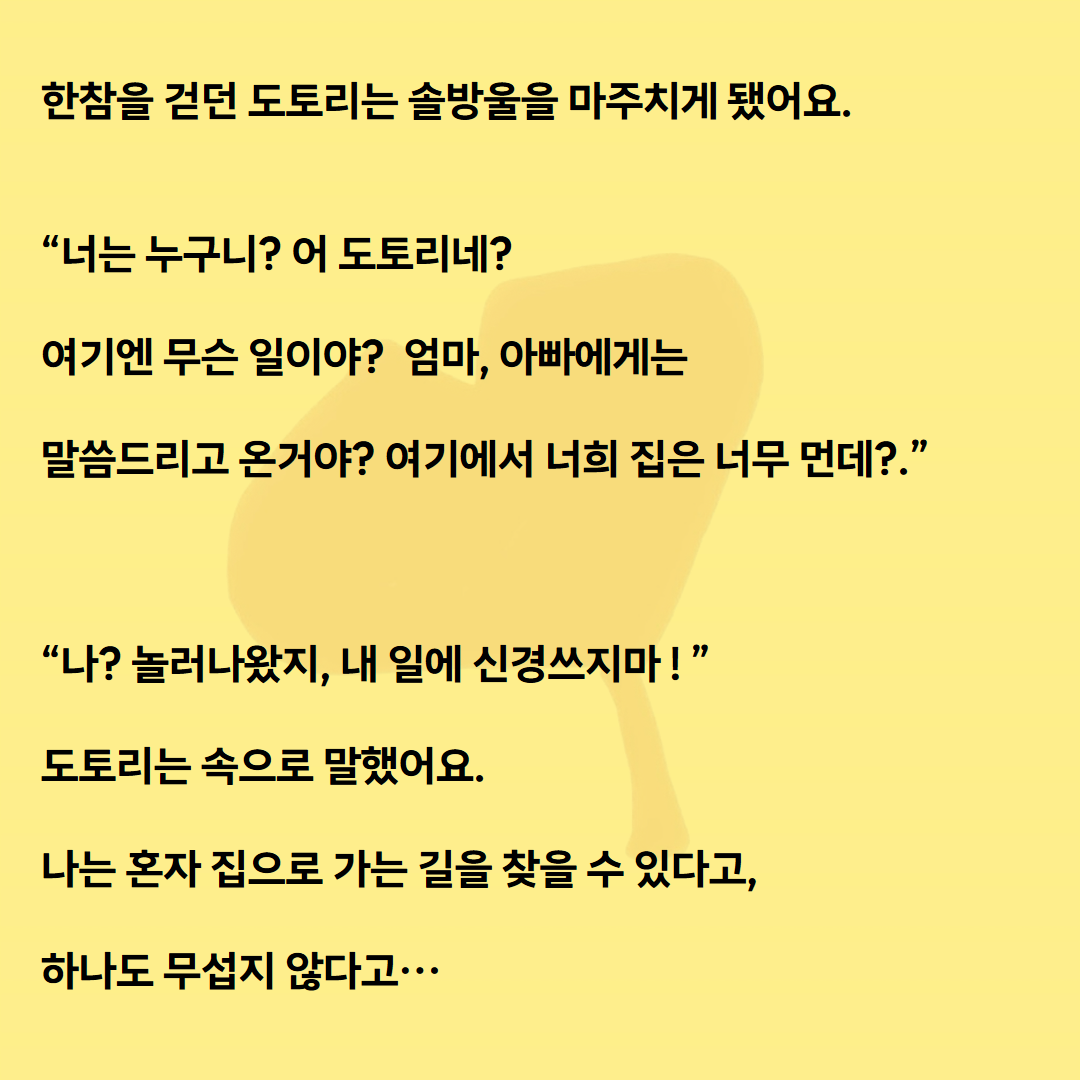 한참을 걷던 도토리는 솔방울을 마주치게 됐어요.
“너는 누구니? 어 도토리네?
여기엔 무슨 일이야?  엄마, 아빠에게는
말씀드리고 온거야? 여기에서 너희 집은 너무 먼데?.”
“나? 놀러나왔지, 내 일에 신경쓰지마 ! ”
도토리는 속으로 말했어요.
나는 혼자 집으로 가는 길을 찾을 수 있다고,
하나도 무섭지 않다고…